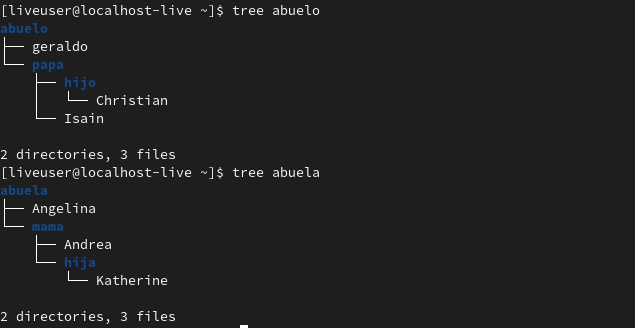 [liveuser@localhost-live ~]$ tree abuelo
abuelo
├── geraldo
└── papa
    ├── hijo
    │   └── Christian
    └── Isain

2 directories, 3 files
[liveuser@localhost-live ~]$ tree abuela
abuela
├── Angelina
└── mama
    ├── Andrea
    └── hija
        └── Katherine

2 directories, 3 files